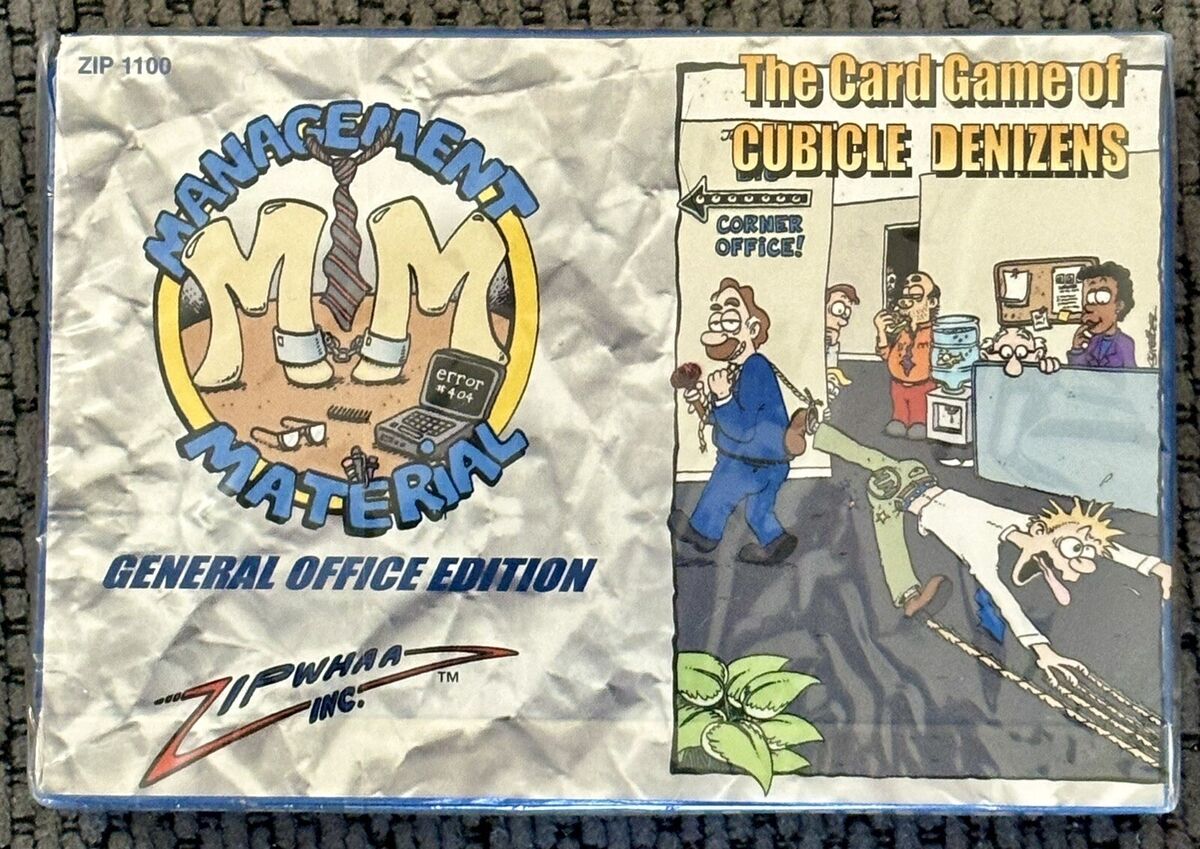 ZIP 1100
MANAGEMENT
MM
error
#404
MATERiAL
GENERAL OFFICE EDITION
ZIPWHAA
INC.
TM
The Card Game of
CUBICLE DENIZENS
CORNER
OFFiCE!